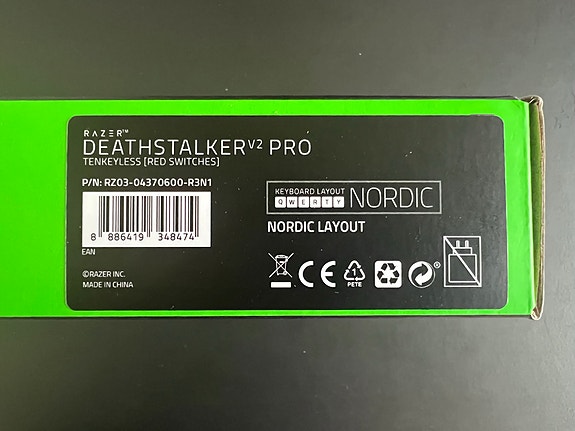 RAZER™
DEATHSTALKER V2 PRO
TENKEYLESS [RED SWITCHES]
P/N: RZ03-04370600-R3N1
8 886419 348474
EAN
©RAZER INC.
MADE IN CHINA
KEYBOARD LAYOUT
QWERTY
NORDIC
NORDIC LAYOUT
CE
1
PETE
®